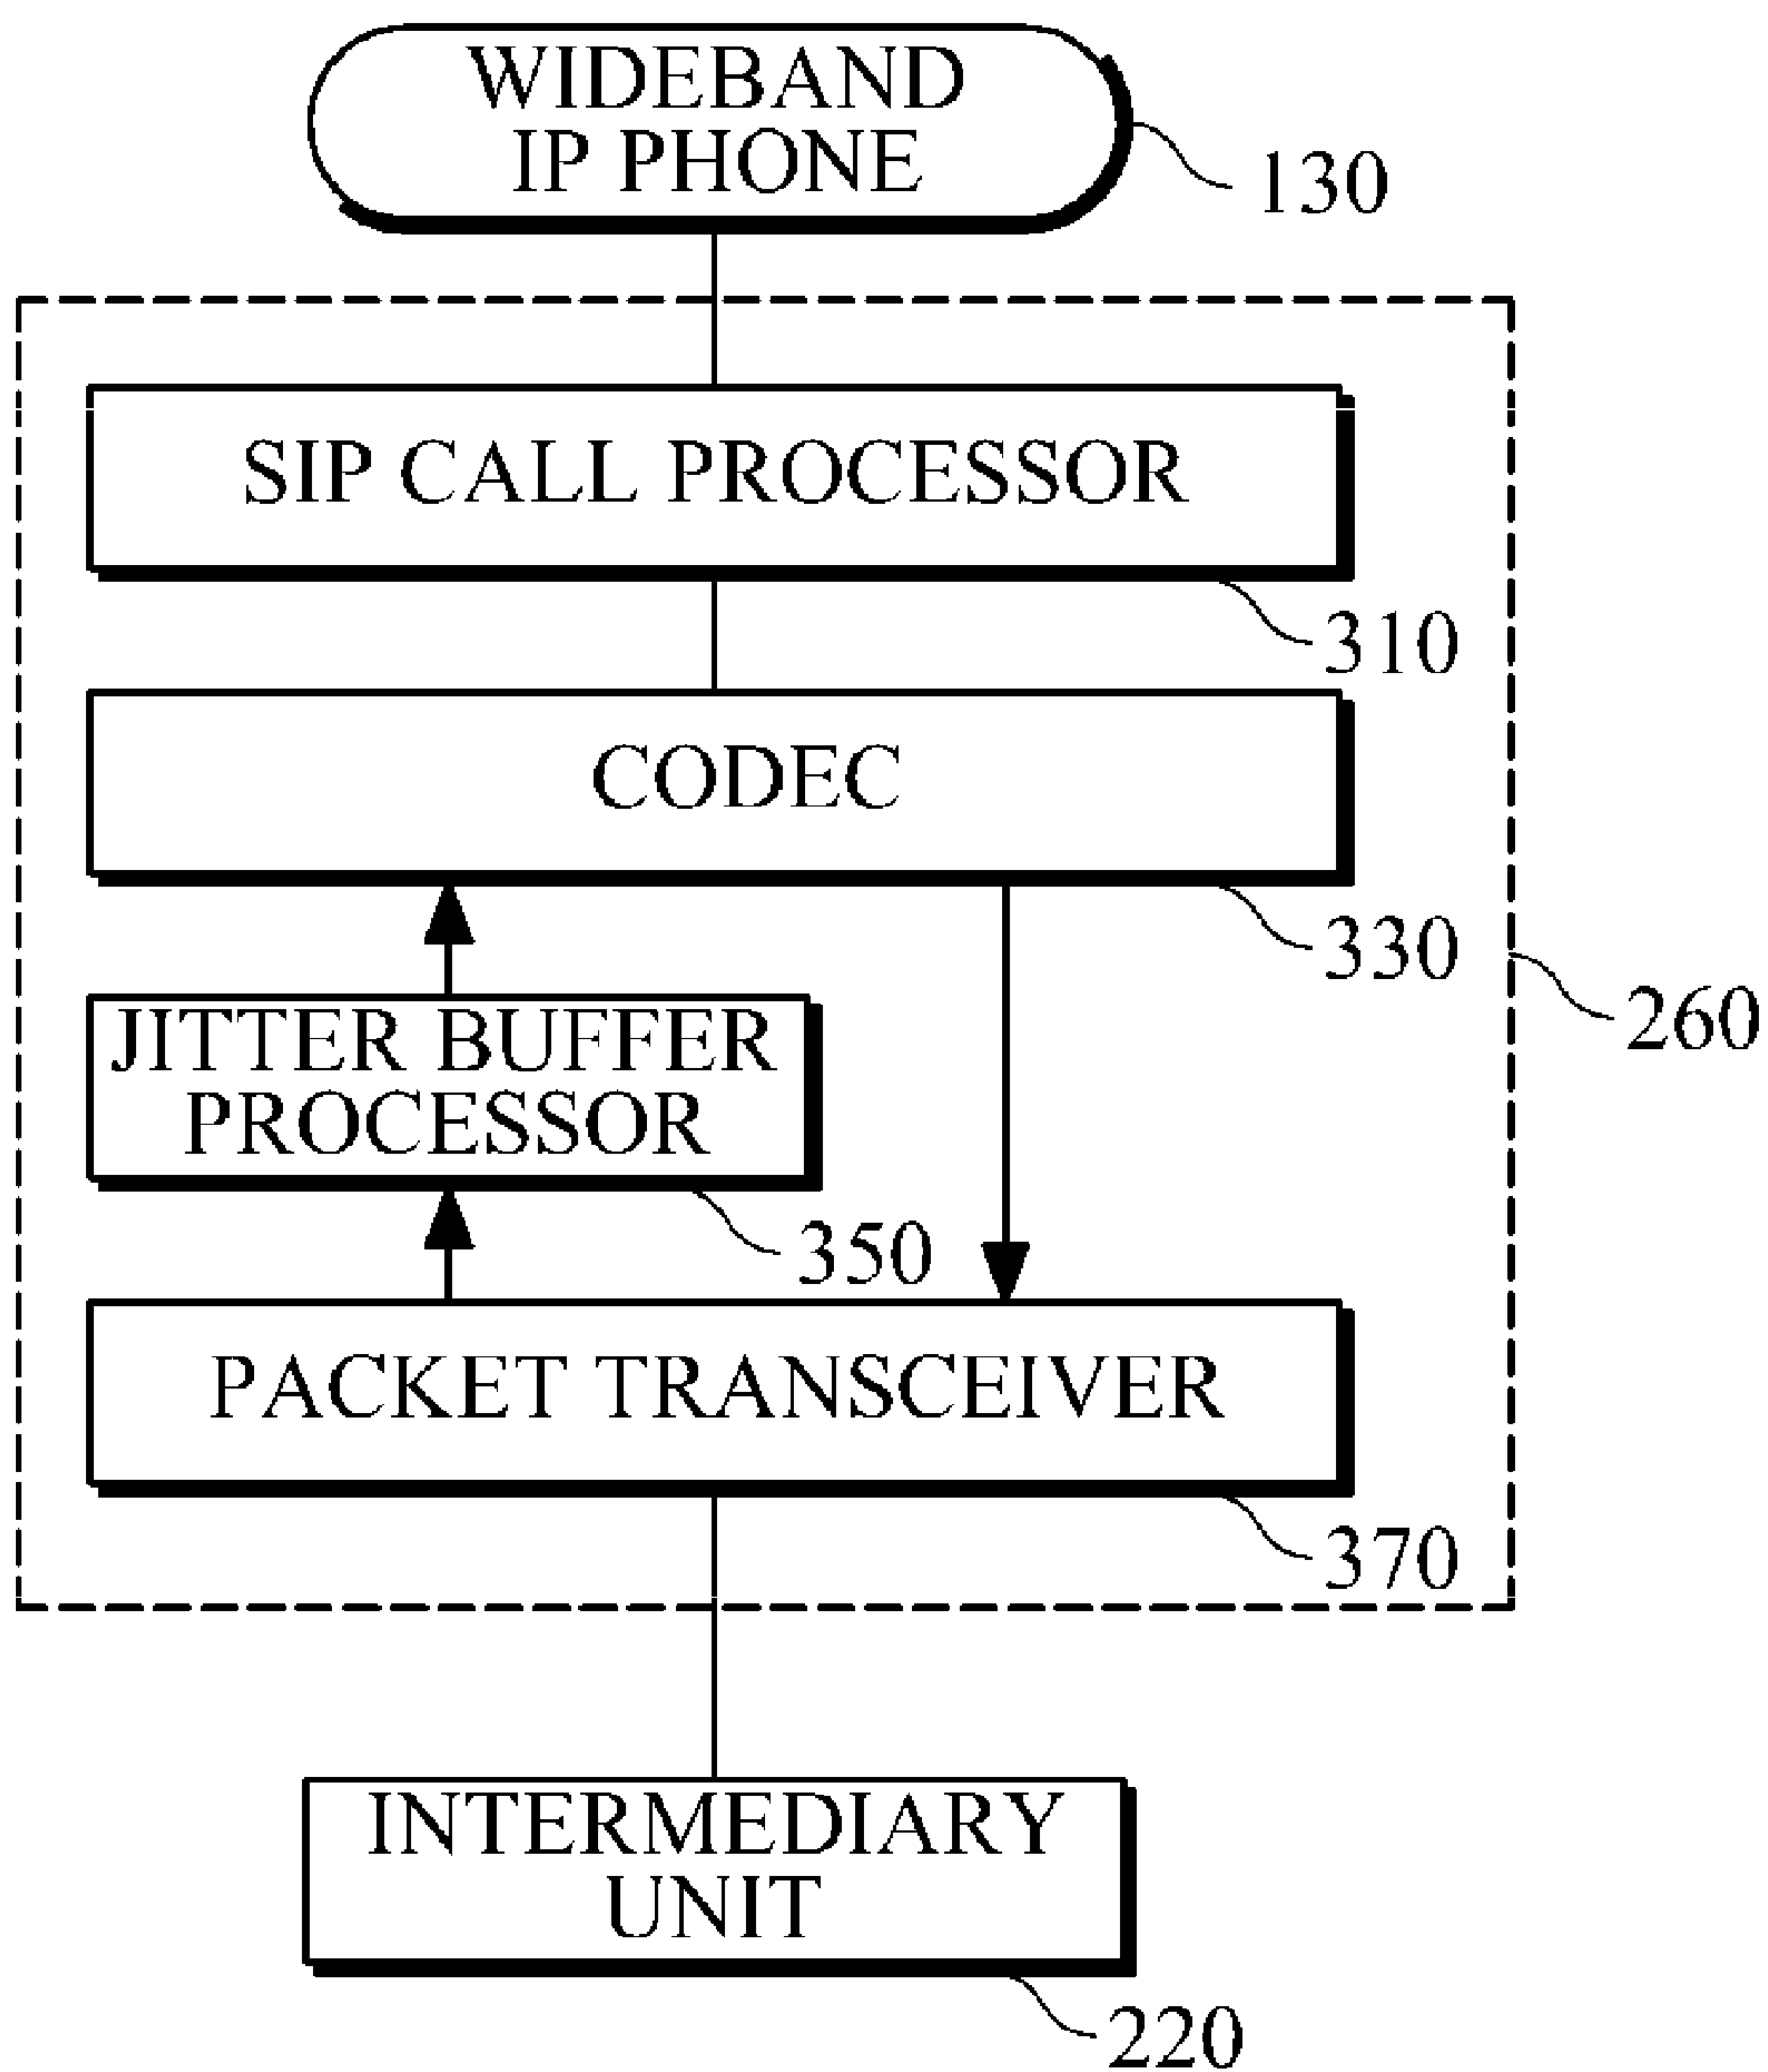 WIDEBAND
IP PHONE
130
SIP CALL PROCESSOR
310
CODEC
330
260
JITTER BUFFER
PROCESSOR
350
PACKET TRANSCEIVER
370
INTERMEDIARY
UNIT
220